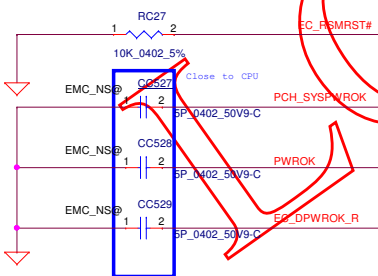 RC27
1 2
EC_RSMRST#
10K_0402_5%
Close to CPU
EMC_NS@
CC527
1 2
PCH_SYSPWROK
5P_0402_50V9-C
EMC_NS@
CC528
1 2
PWROK
5P_0402_50V9-C
EMC_NS@
CC529
1 2
EC_DPWROK_R
5P_0402_50V9-C